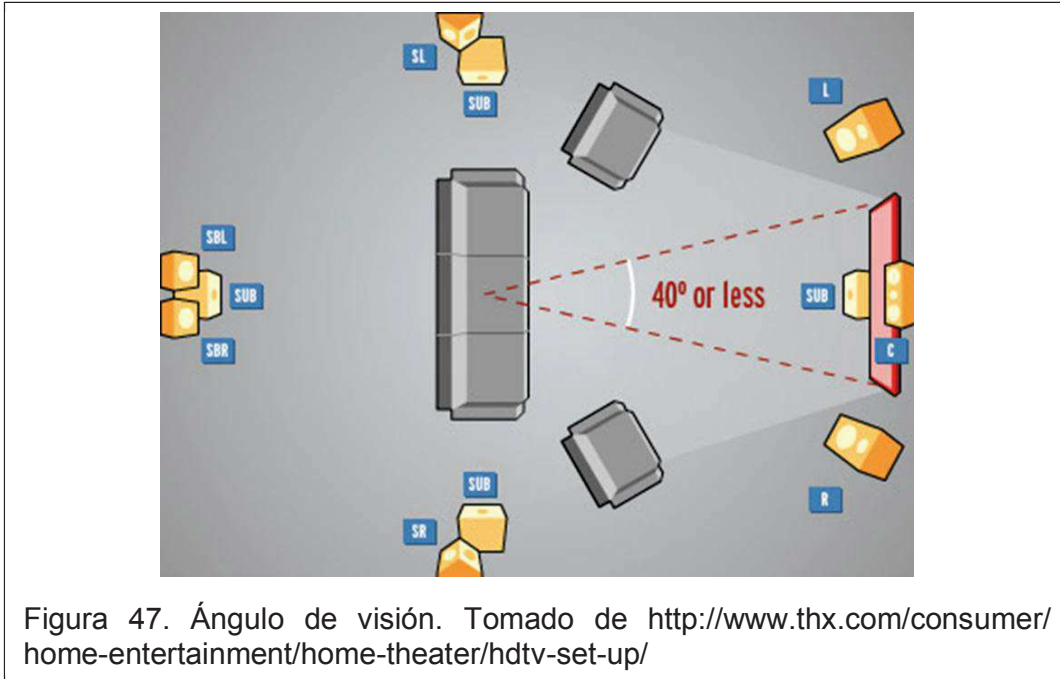 SL
SUB
L
SBL
SUB
SBR
40º or less
SUB
C
SUB
SR
R
Figura 47. Ángulo de visión. Tomado de http://www.thx.com/consumer/
home-entertainment/home-theater/hdtv-set-up/